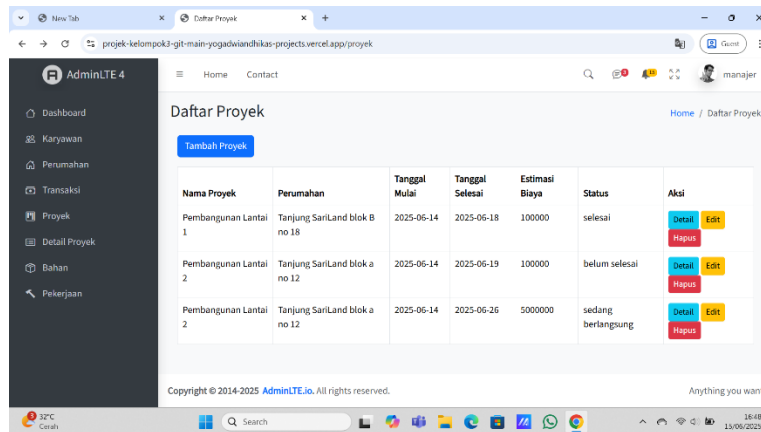 New Tab
Daftar Proyek
projek-kelompok3-git-main-yogadwiandhikas-projects.vercel.app/proyek
Guest
AdminLTE 4
Home
Contact
manajer
Dashboard
Karyawan
Perumahan
Transaksi
Proyek
Detail Proyek
Bahan
Pekerjaan
Daftar Proyek
Home / Daftar Proyek
Tambah Proyek
Nama Proyek
Perumahan
Tanggal
Mulai
Tanggal
Selesai
Estimasi
Biaya
Status
Aksi
Pembangunan Lantai
1
Tanjung SariLand blok B
no 18
2025-06-14
2025-06-18
100000
selesai
Detail
Edit
Hapus
Pembangunan Lantai
2
Tanjung SariLand blok a
no 12
2025-06-14
2025-06-19
100000
belum selesai
Detail
Edit
Hapus
Pembangunan Lantai
2
Tanjung SariLand blok a
no 12
2025-06-14
2025-06-26
5000000
sedang
berlangsung
Detail
Edit
Hapus
Copyright © 2014-2025 AdminLTE.io. All rights reserved.
Anything you want
32°C
Cerah
Search
16:48
15/06/2025